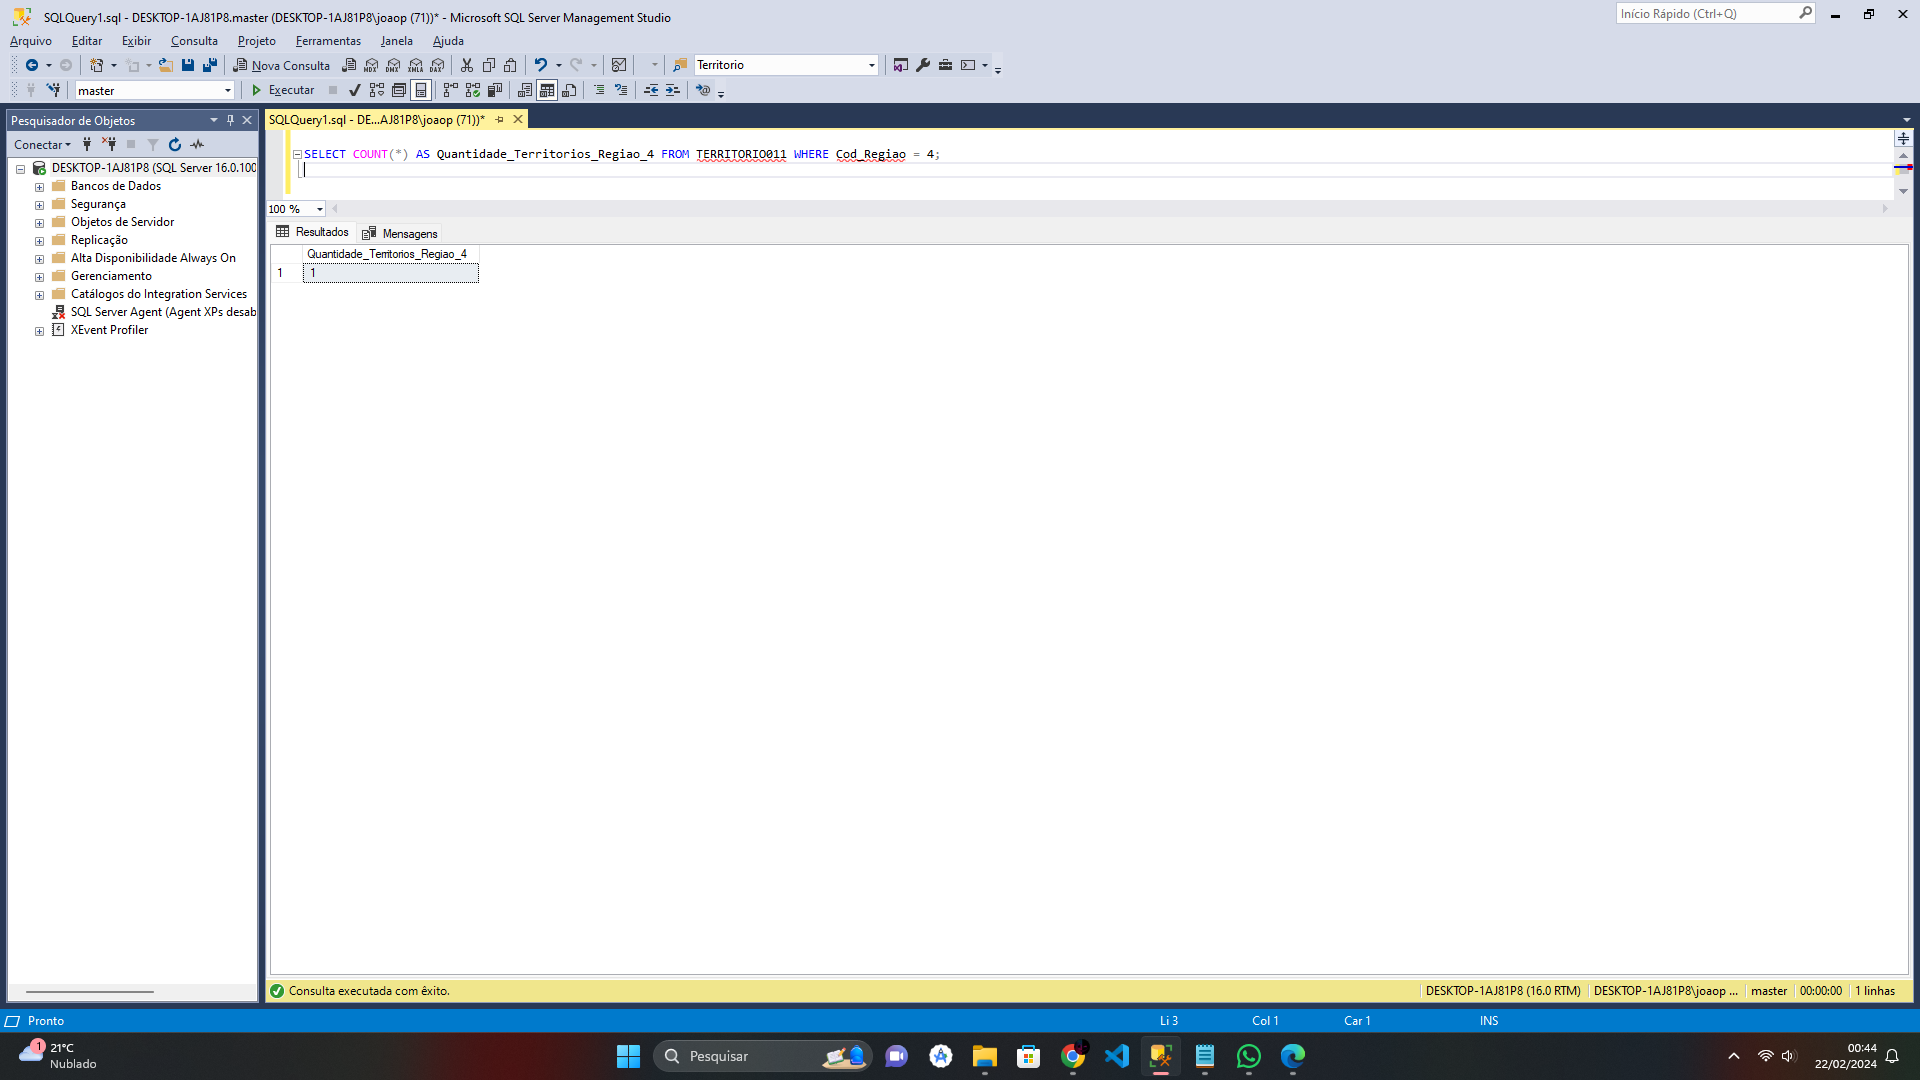 SQLQuery1.sql - DESKTOP-1AJ81P8.master (DESKTOP-1AJ81P8\joaop (71))* - Microsoft SQL Server Management Studio
Início Rápido (Ctrl+Q)
Arquivo Editar Exibir Consulta Projeto Ferramentas Janela Ajuda
Nova Consulta
MDX DMX XMLA DAX
Territorio
master
Executar
Pesquisador de Objetos
SQLQuery1.sql - DE...AJ81P8\joaop (71))*
Conectar
DESKTOP-1AJ81P8 (SQL Server 16.0.100
Bancos de Dados
Segurança
Objetos de Servidor
Replicação
Alta Disponibilidade Always On
Gerenciamento
Catálogos do Integration Services
SQL Server Agent (Agent XPs desab
XEvent Profiler
SELECT COUNT(*) AS Quantidade_Territorios_Regiao_4 FROM TERRITORIO011 WHERE Cod_Regiao = 4;
100 %
Resultados Mensagens
Quantidade_Territorios_Regiao_4
1 1
Consulta executada com êxito.
DESKTOP-1AJ81P8 (16.0 RTM) DESKTOP-1AJ81P8\joaop ... master 00:00:00 1 linhas
Pronto
Li 3 Col 1 Car 1 INS
1
21°C
Nublado
Pesquisar
00:44
22/02/2024